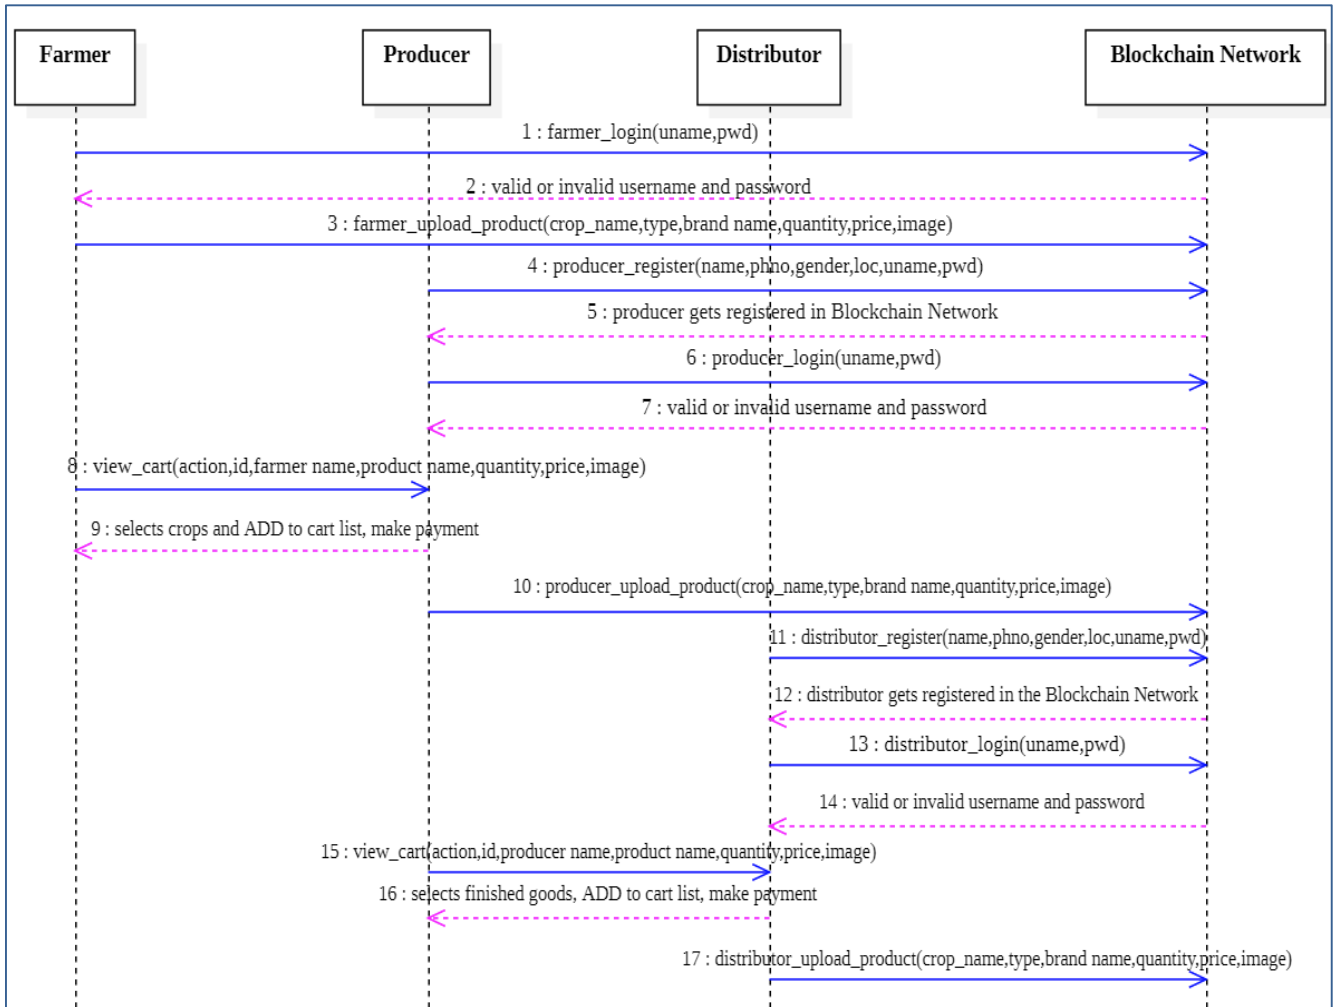 Farmer
Producer
Distributor
Blockchain Network
1 : farmer_login(uname,pwd)
2 : valid or invalid username and password
3 : farmer_upload_product(crop_name,type,brand name,quantity,price,image)
4 : producer_register(name,phno,gender,loc,uname,pwd)
5 : producer gets registered in Blockchain Network
6 : producer_login(uname,pwd)
7 : valid or invalid username and password
8 : view_cart(action,id,farmer name,product name,quantity,price,image)
9 : selects crops and ADD to cart list, make payment
10 : producer_upload_product(crop_name,type,brand name,quantity,price,image)
11 : distributor_register(name,phno,gender,loc,uname,pwd)
12 : distributor gets registered in the Blockchain Network
13 : distributor_login(uname,pwd)
14 : valid or invalid username and password
15 : view_cart(action,id,producer name,product name,quantity,price,image)
16 : selects finished goods, ADD to cart list, make payment
17 : distributor_upload_product(crop_name,type,brand name,quantity,price,image)